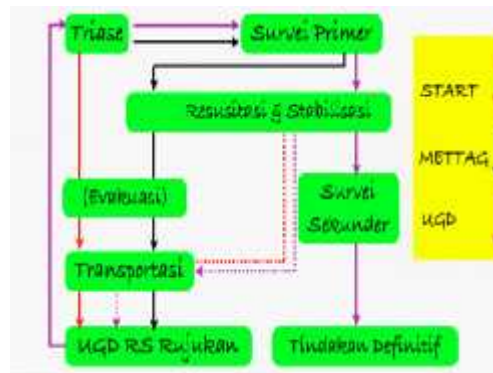 Triase
Survei Primer
Resusitasi & Stabilisasi
START
METTAG
(Evakuasi)
Survei
Sekunder
UGD
Transportasi
UGD RS Rujukan
Tindakan Definitif